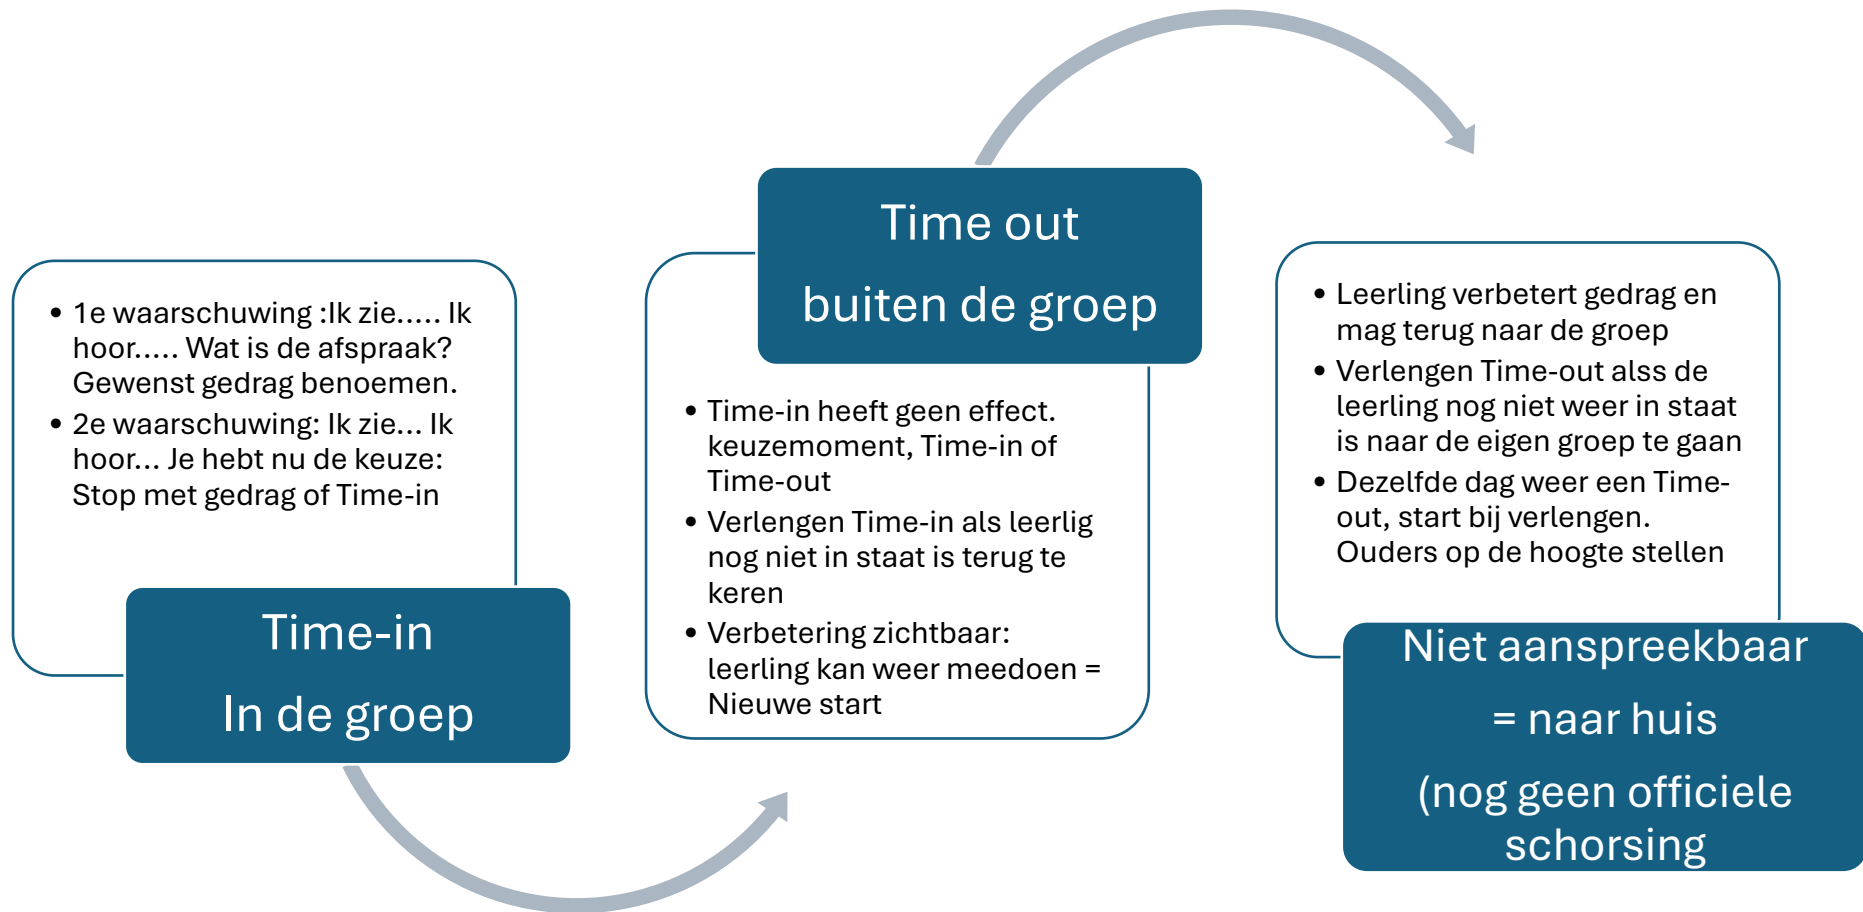 • 1e waarschuwing :Ik zie..... Ik
hoor..... Wat is de afspraak?
Gewenst gedrag benoemen.
• 2e waarschuwing: Ik zie... Ik
hoor... Je hebt nu de keuze:
Stop met gedrag of Time-in
Time-in
In de groep
Time out
buiten de groep
• Time-in heeft geen effect.
keuzemoment, Time-in of
Time-out
• Verlengen Time-in als leerlig
nog niet in staat is terug te
keren
• Verbetering zichtbaar:
leerling kan weer meedoen =
Nieuwe start
• Leerling verbetert gedrag en
mag terug naar de groep
• Verlengen Time-out alss de
leerling nog niet weer in staat
is naar de eigen groep te gaan
• Dezelfde dag weer een Time-
out, start bij verlengen.
Ouders op de hoogte stellen
Niet aanspreekbaar
= naar huis
(nog geen officiele
schorsing